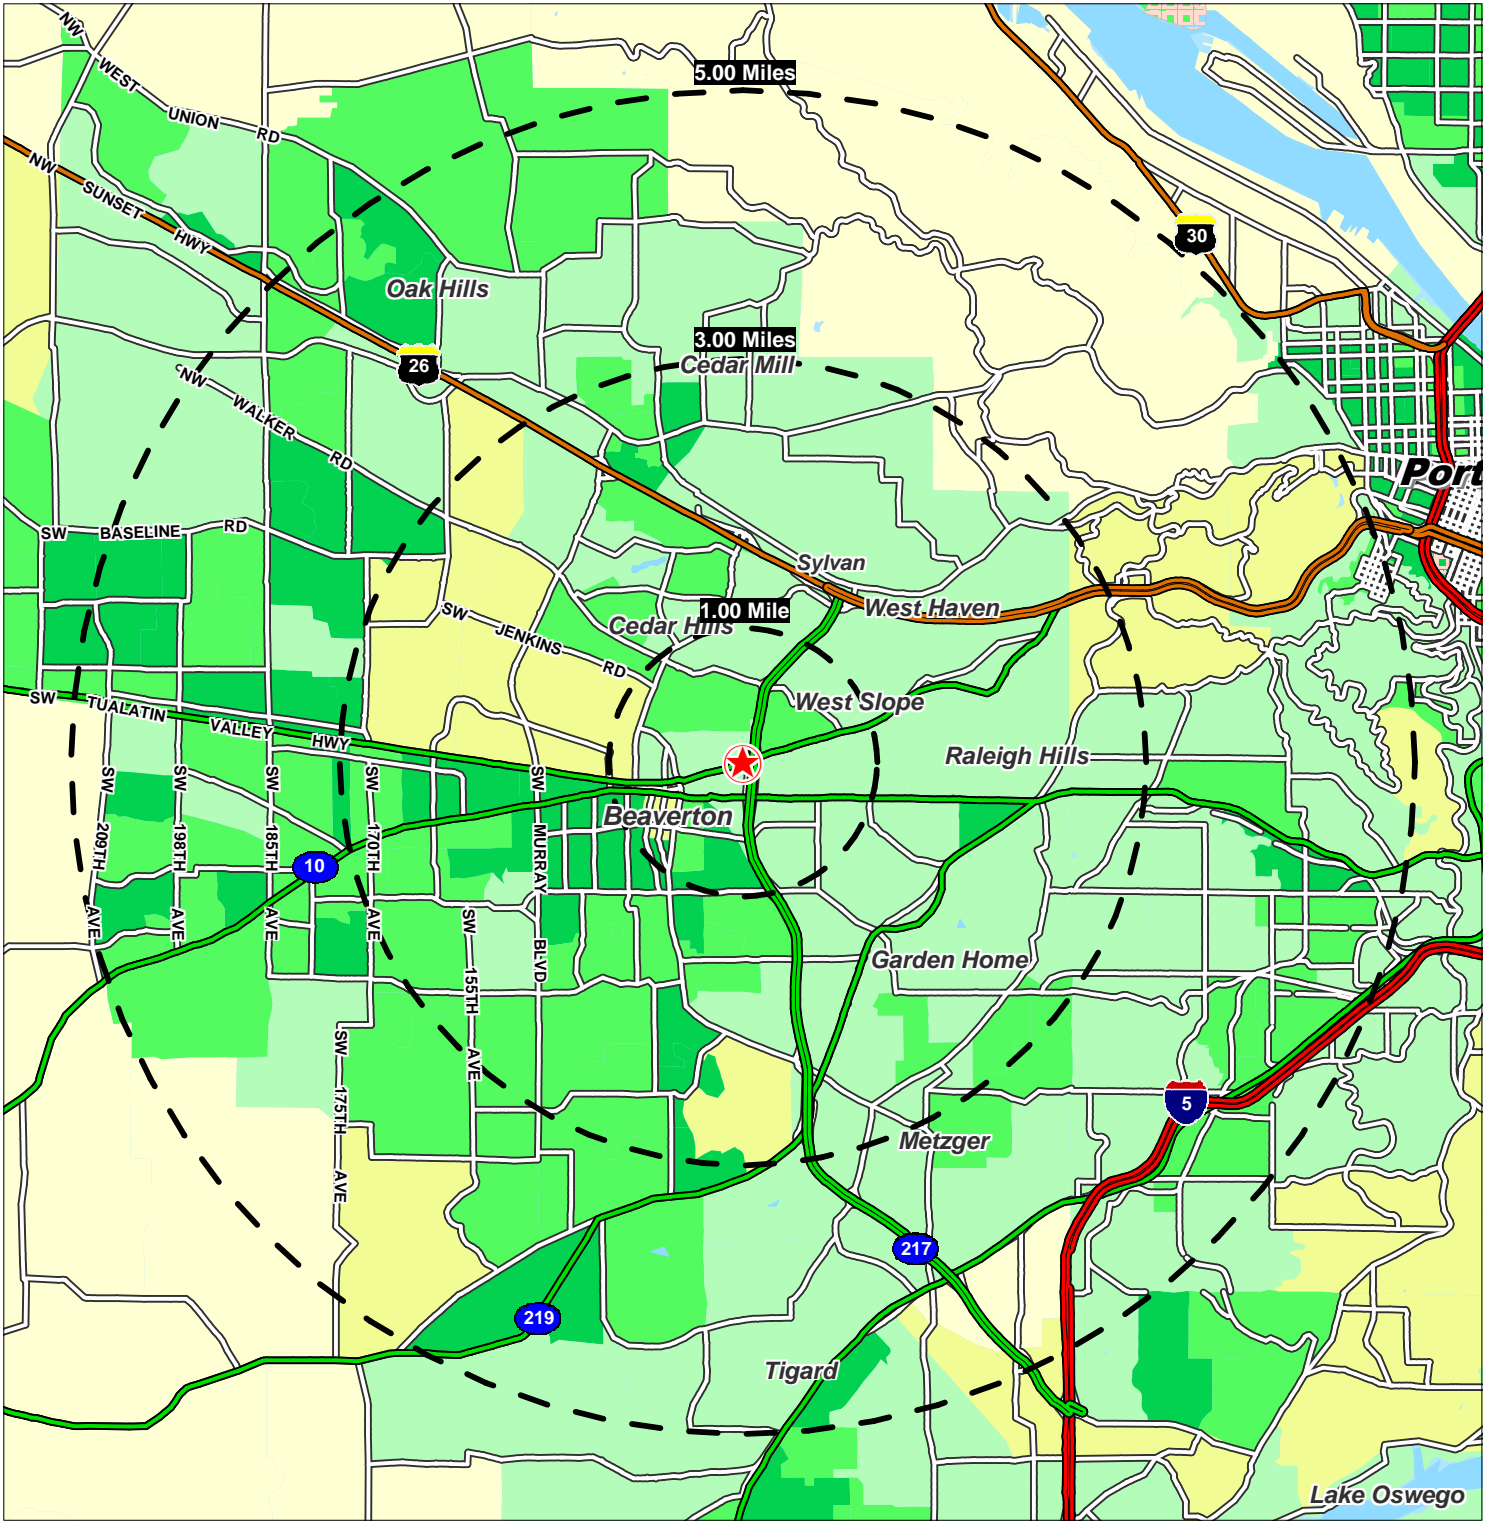 NW
WEST
UNION
RD
5.00 Miles
NW
SUNSET
HWY
30
Oak Hills
3.00 Miles
Cedar Mill
26
NW
WALKER
RD
Port
SW
BASELINE
RD
Sylvan
West Haven
1.00 Mile
Cedar Hills
SW
JENKINS
RD
SW
TUALATIN
VALLEY
HWY
West Slope
Raleigh Hills
Beaverton
SW
209TH
AVE
SW
198TH
AVE
SW
185TH
AVE
SW
170TH
AVE
SW
MURRAY
BLVD
10
SW
155TH
AVE
Garden Home
SW
175TH
AVE
5
Metzger
217
219
Tigard
Lake Oswego